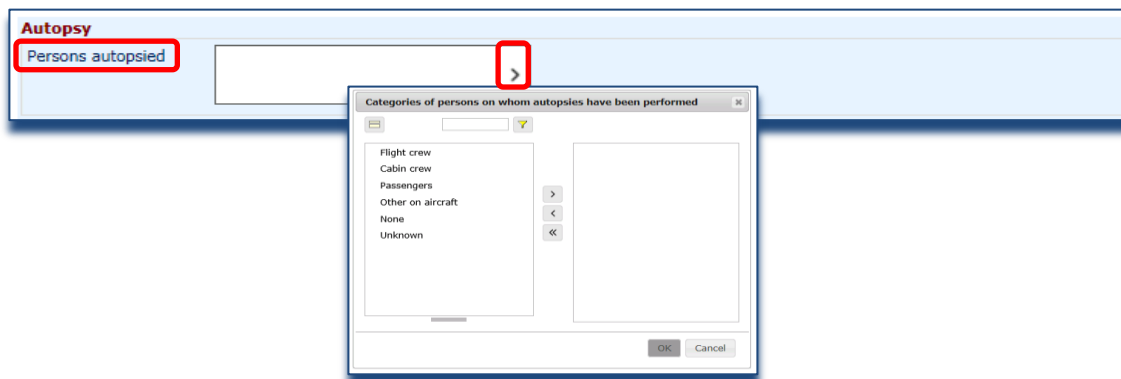 Autopsy
Persons autopsied
>
Categories of persons on whom autopsies have been performed
Flight crew
Cabin crew
Passengers
Other on aircraft
None
Unknown
>
<
«
OK Cancel